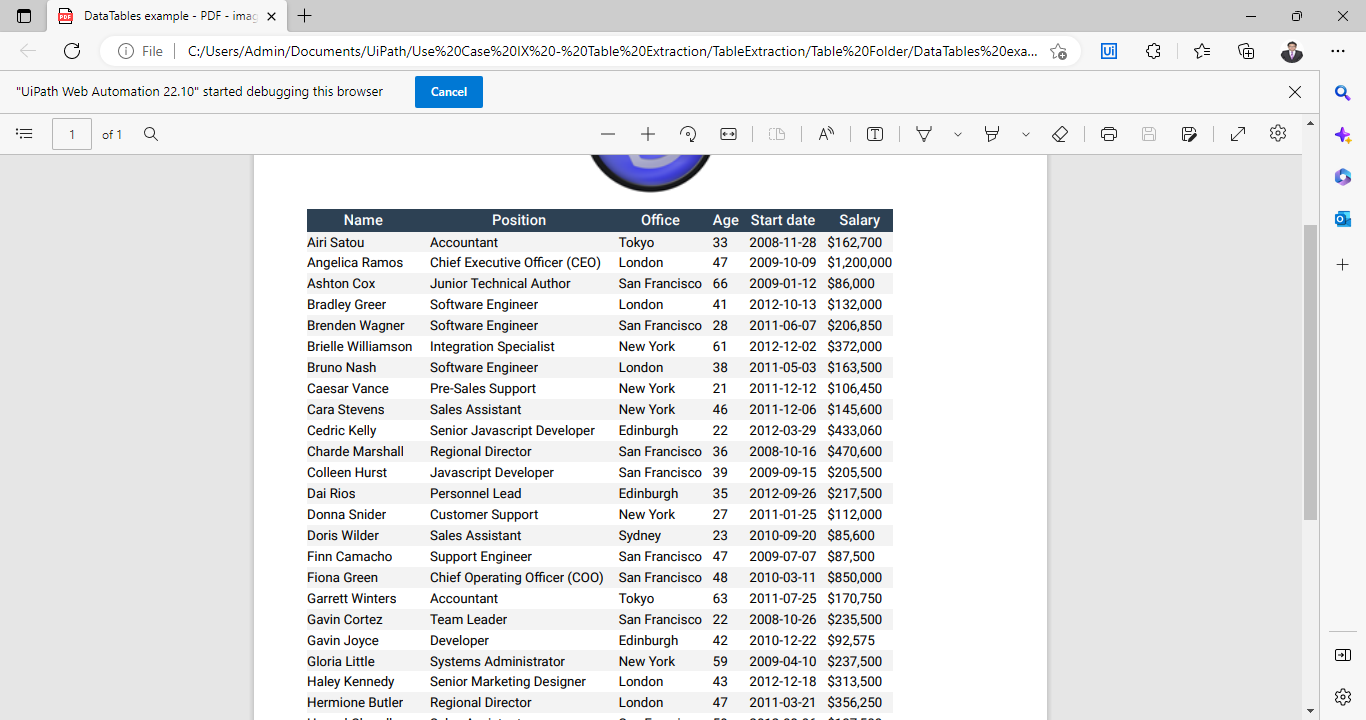 DataTables example - PDF - imag
File C:/Users/Admin/Documents/UiPath/Use%20Case%20IX%20-%20Table%20Extraction/TableExtraction/Table%20Folder/DataTables%20exa...
"UiPath Web Automation 22.10" started debugging this browser Cancel
1 of 1
Name Position Office Age Start date Salary
Airi Satou Accountant Tokyo 33 2008-11-28 $162,700
Angelica Ramos Chief Executive Officer (CEO) London 47 2009-10-09 $1,200,000
Ashton Cox Junior Technical Author San Francisco 66 2009-01-12 $86,000
Bradley Greer Software Engineer London 41 2012-10-13 $132,000
Brenden Wagner Software Engineer San Francisco 28 2011-06-07 $206,850
Brielle Williamson Integration Specialist New York 61 2012-12-02 $372,000
Bruno Nash Software Engineer London 38 2011-05-03 $163,500
Caesar Vance Pre-Sales Support New York 21 2011-12-12 $106,450
Cara Stevens Sales Assistant New York 46 2011-12-06 $145,600
Cedric Kelly Senior Javascript Developer Edinburgh 22 2012-03-29 $433,060
Charde Marshall Regional Director San Francisco 36 2008-10-16 $470,600
Colleen Hurst Javascript Developer San Francisco 39 2009-09-15 $205,500
Dai Rios Personnel Lead Edinburgh 35 2012-09-26 $217,500
Donna Snider Customer Support New York 27 2011-01-25 $112,000
Doris Wilder Sales Assistant Sydney 23 2010-09-20 $85,600
Finn Camacho Support Engineer San Francisco 47 2009-07-07 $87,500
Fiona Green Chief Operating Officer (COO) San Francisco 48 2010-03-11 $850,000
Garrett Winters Accountant Tokyo 63 2011-07-25 $170,750
Gavin Cortez Team Leader San Francisco 22 2008-10-26 $235,500
Gavin Joyce Developer Edinburgh 42 2010-12-22 $92,575
Gloria Little Systems Administrator New York 59 2009-04-10 $237,500
Haley Kennedy Senior Marketing Designer London 43 2012-12-18 $313,500
Hermione Butler Regional Director London 47 2011-03-21 $356,250